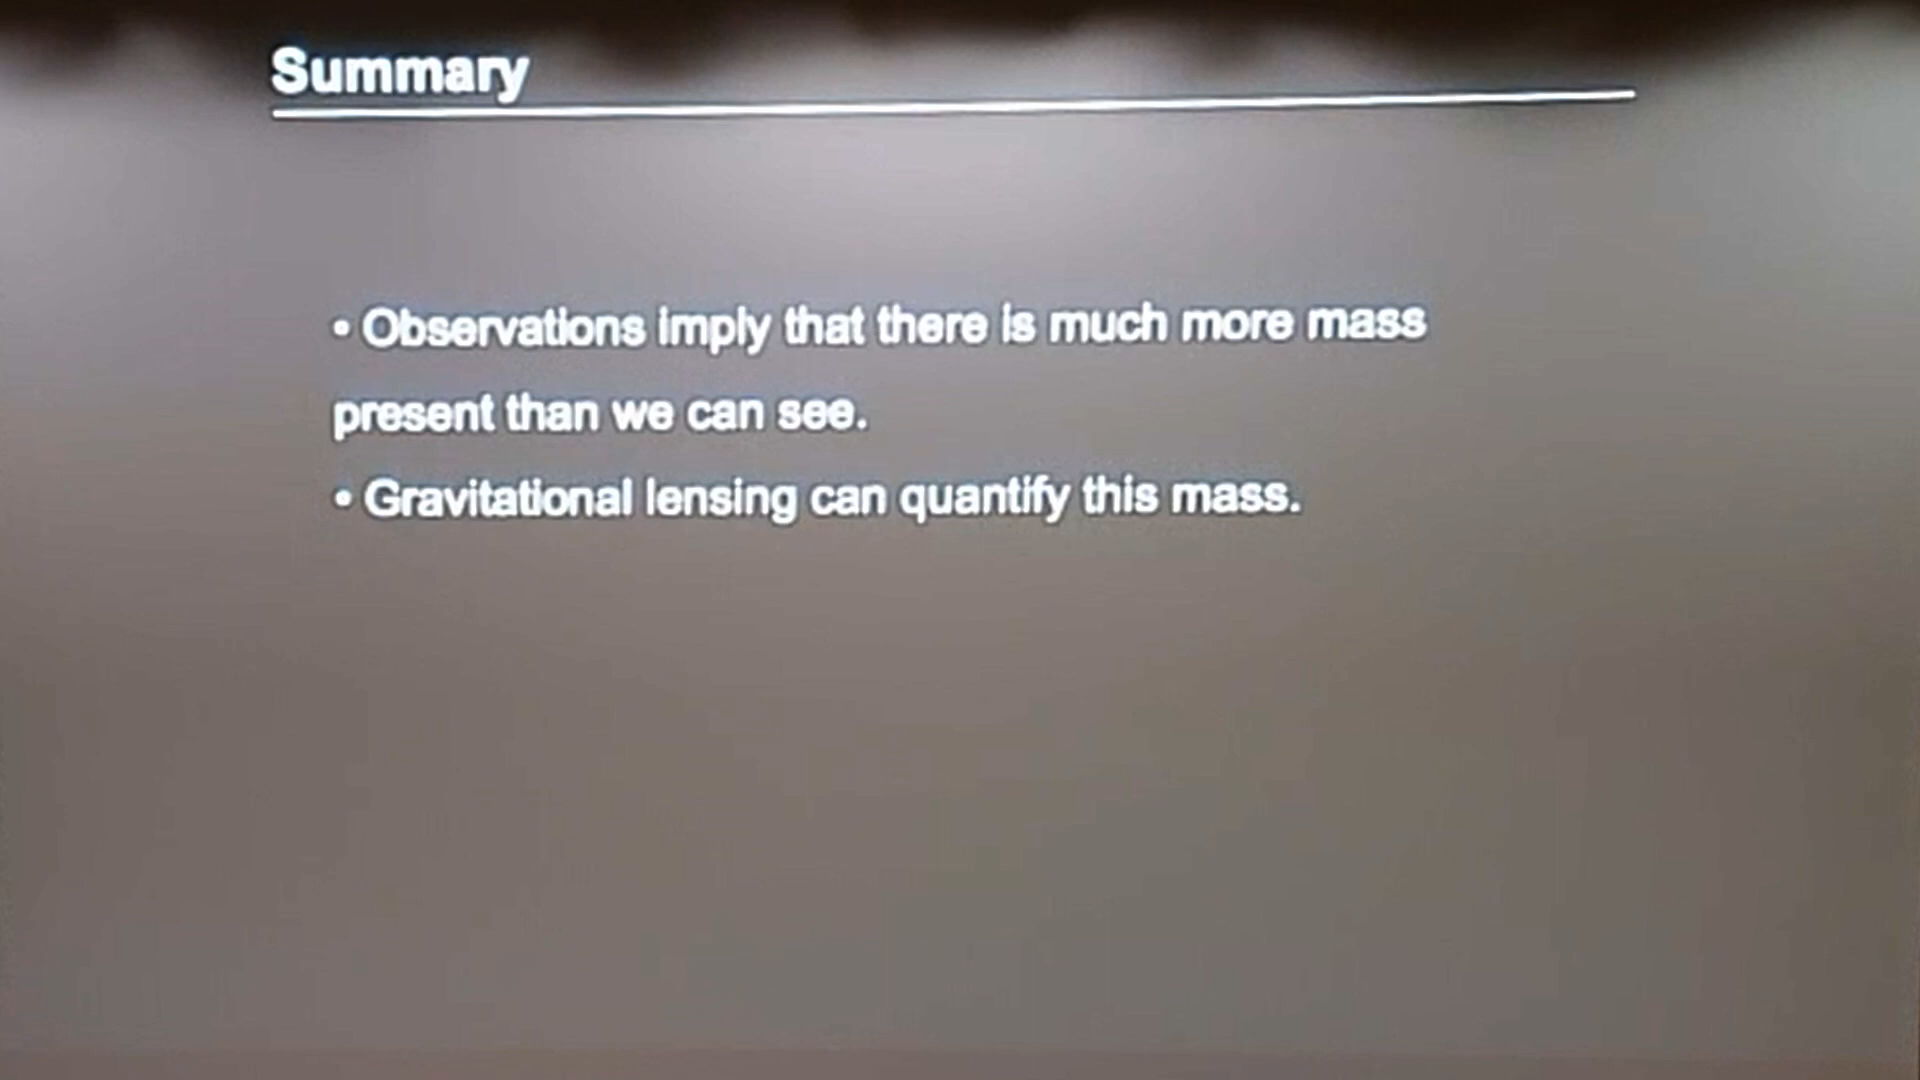 Summary
• Observations imply that there is much more mass
present than we can see.
• Gravitational lensing can quantify this mass.